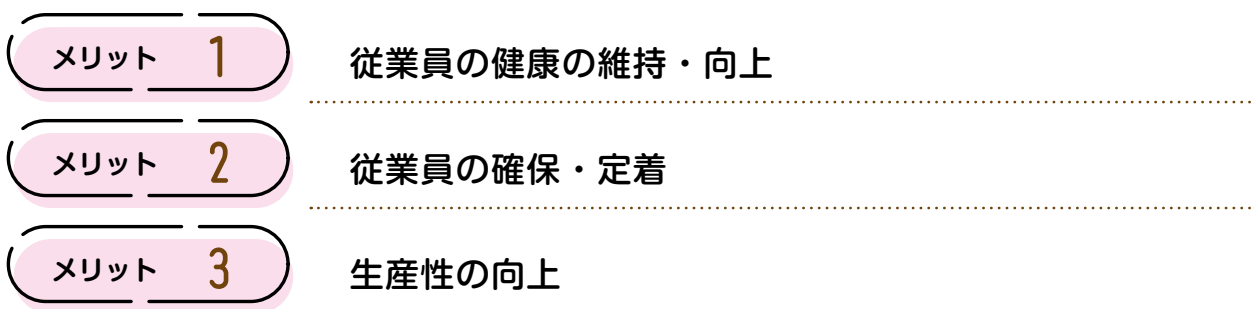 メリット 1 従業員の健康の維持・向上
メリット 2 従業員の確保・定着
メリット 3 生産性の向上